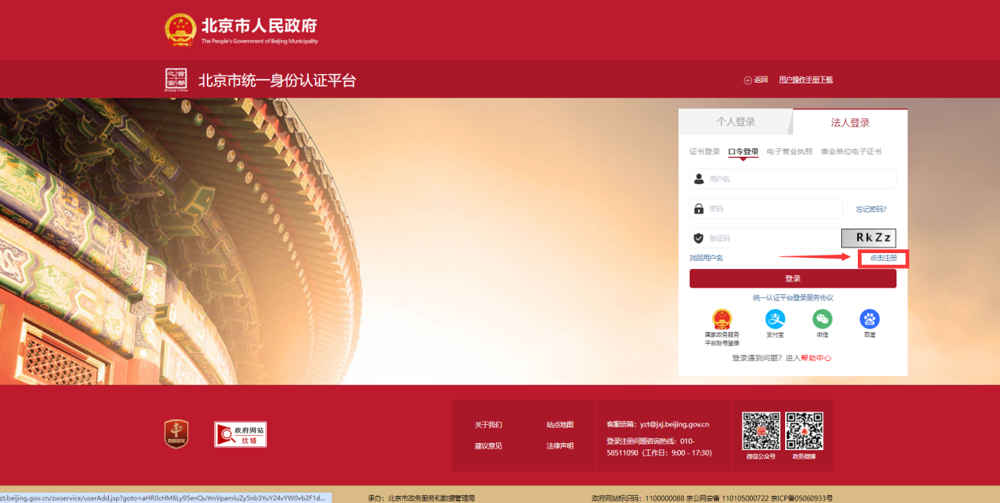 北京市人民政府
The People's Government of Beijing Municipality
首都之窗
Beijing-China
北京市统一身份认证平台
返回 用户操作手册下载
个人登录 法人登录
证书登录 口令登录 电子营业执照 事业单位电子证书
用户名
密码 忘记密码?
验证码 RkZz
找回用户名 点击注册
登录
统一认证平台登录服务协议
国家政务服务
平台账号登录
支付宝
微信
百度
登录遇到问题？进入帮助中心
党政机关
政府网站
找错
关于我们 站点地图
建议意见 法律声明
客服信箱：yzt@jxj.beijing.gov.cn
登录注册问题咨询热线：010-
58511090（工作日：9:00 - 17:30）
微信公众号 政务微博
zt.beijing.gov.cn/zwservice/userAdd.jsp?goto=aHR0cHM6Ly95enQuYmVpamluZy5nb3YuY24vYW0vb2F1d...
承办：北京市政务服务和数据管理局
政府网站标识码：1100000088 京公网安备 110105000722 京ICP备05060933号